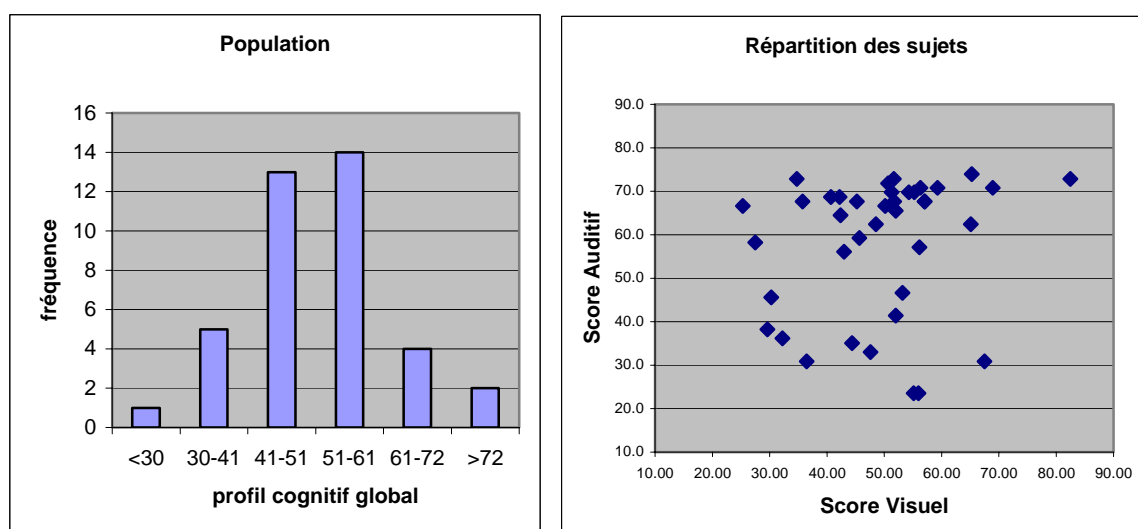 Population
16
14
12
10
8
6
4
2
0
fréquence
<30 30-41 41-51 51-61 61-72 >72
profil cognitif global
Répartition des sujets
90.0
80.0
70.0
60.0
50.0
40.0
30.0
20.0
10.0
Score Auditif
10.00 20.00 30.00 40.00 50.00 60.00 70.00 80.00 90.00
Score Visuel